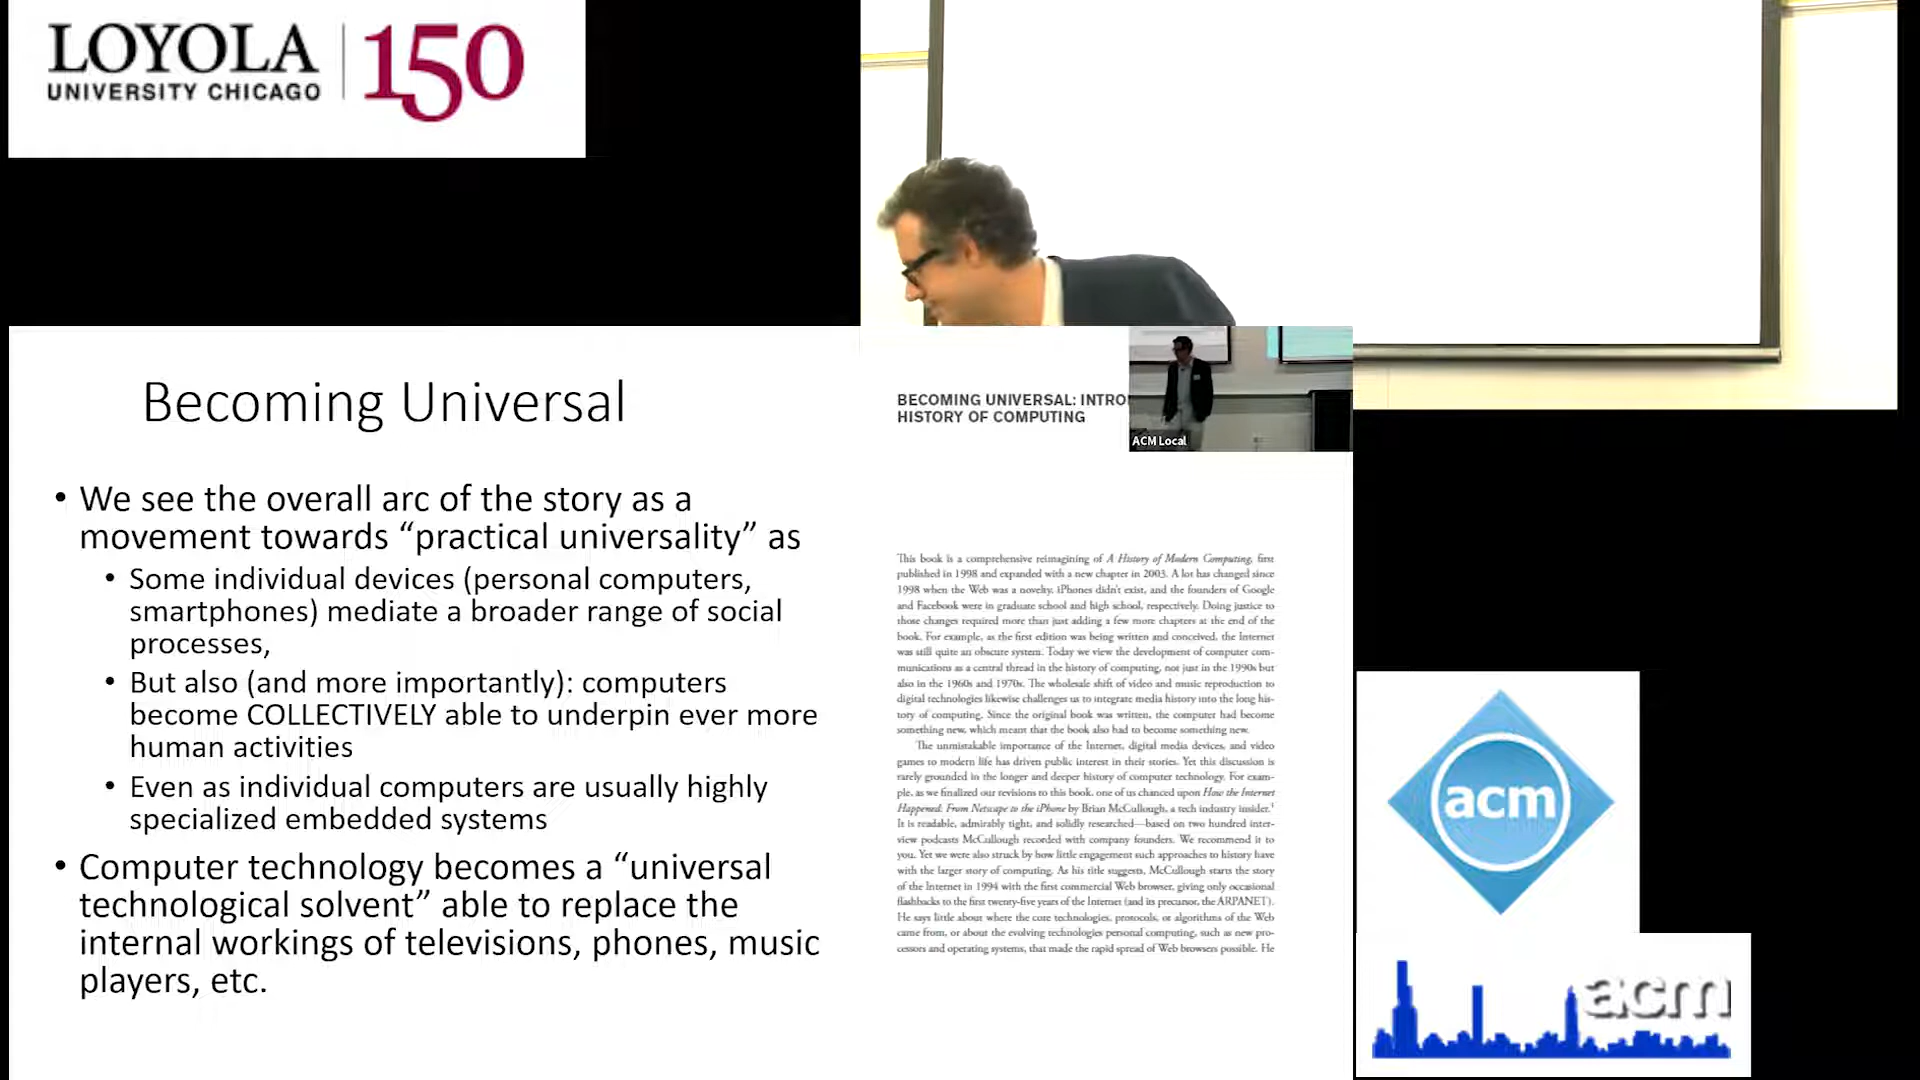 LOYOLA
UNIVERSITY CHICAGO
150
Becoming Universal
• We see the overall arc of the story as a
movement towards “practical universality” as
• Some individual devices (personal computers,
smartphones) mediate a broader range of social
processes,
• But also (and more importantly): computers
become COLLECTIVELY able to underpin ever more
human activities
• Even as individual computers are usually highly
specialized embedded systems
• Computer technology becomes a “universal
technological solvent” able to replace the
internal workings of televisions, phones, music
players, etc.
BECOMING UNIVERSAL: INTRO
HISTORY OF COMPUTING
ACM Local
This book is a comprehensive reimagining of A History of Modern Computing, first
published in 1998 and expanded with a new chapter in 2003. A lot has changed since
1998 when the Web was a novelty, iPhones didn't exist, and the founders of Google
and Facebook were in graduate school and high school, respectively. Doing justice to
those changes required more than just adding a few more chapters at the end of the
book. For example, as the first edition was being written and conceived, the Internet
was still quite an obscure system. Today we view the development of computer com-
munications as a central thread in the history of computing, not just in the 1990s but
also in the 1960s and 1970s. The wholesale shift of video and music reproduction to
digital technologies likewise challenges us to integrate media history into the long his-
tory of computing. Since the original book was written, the computer had become
something new, which meant that the book also had to become something new.
The unmistakable importance of the Internet, digital media devices, and video
games to modern life has driven public interest in their stories. Yet this discussion is
rarely grounded in the longer and deeper history of computer technology. For exam-
ple, as we finalized our revisions to this book, one of us chanced upon How the Internet
Happened: From Netscape to the iPhone by Brian McCullough, a tech industry insider.1
It is readable, admirably tight, and solidly researched—based on two hundred inter-
view podcasts McCullough recorded with company founders. We recommend it to
you. Yet we were also struck by how little engagement such approaches to history have
with the larger story of computing. As his title suggests, McCullough starts the story
of the Internet in 1994 with the first commercial Web browser, giving only occasional
flashbacks to the first twenty-five years of the Internet (and its precursor, the ARPANET).
He says little about where the core technologies, protocols, or algorithms of the Web
came from, or about the evolving technologies personal computing, such as new pro-
cessors and operating systems, that made the rapid spread of Web browsers possible. He
acm
acm